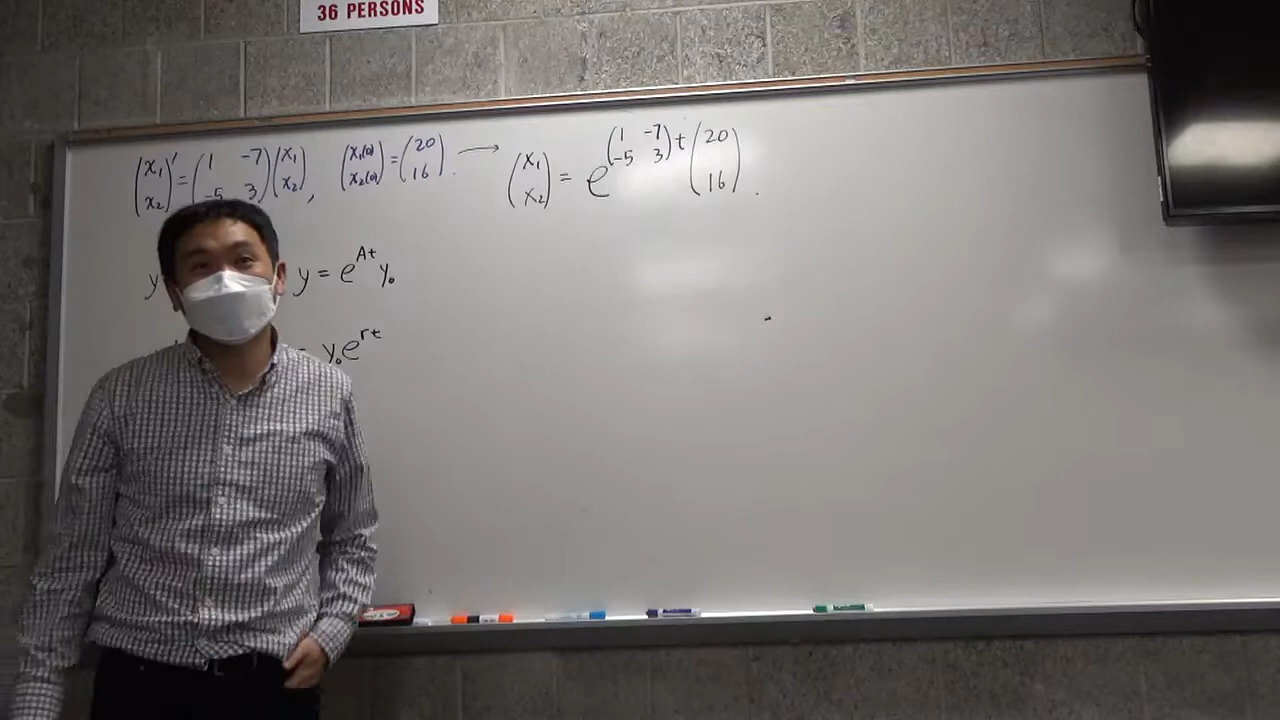 36 PERSONS
(x₁ x₂)' = (1 -7 -5 3)(x₁ x₂), (x₁(0) x₂(0)) = (20 16). → (x₁ x₂) = e^(1 -7 -5 3)t (20 16).
y y = e^At y₀
= y₀e^rt